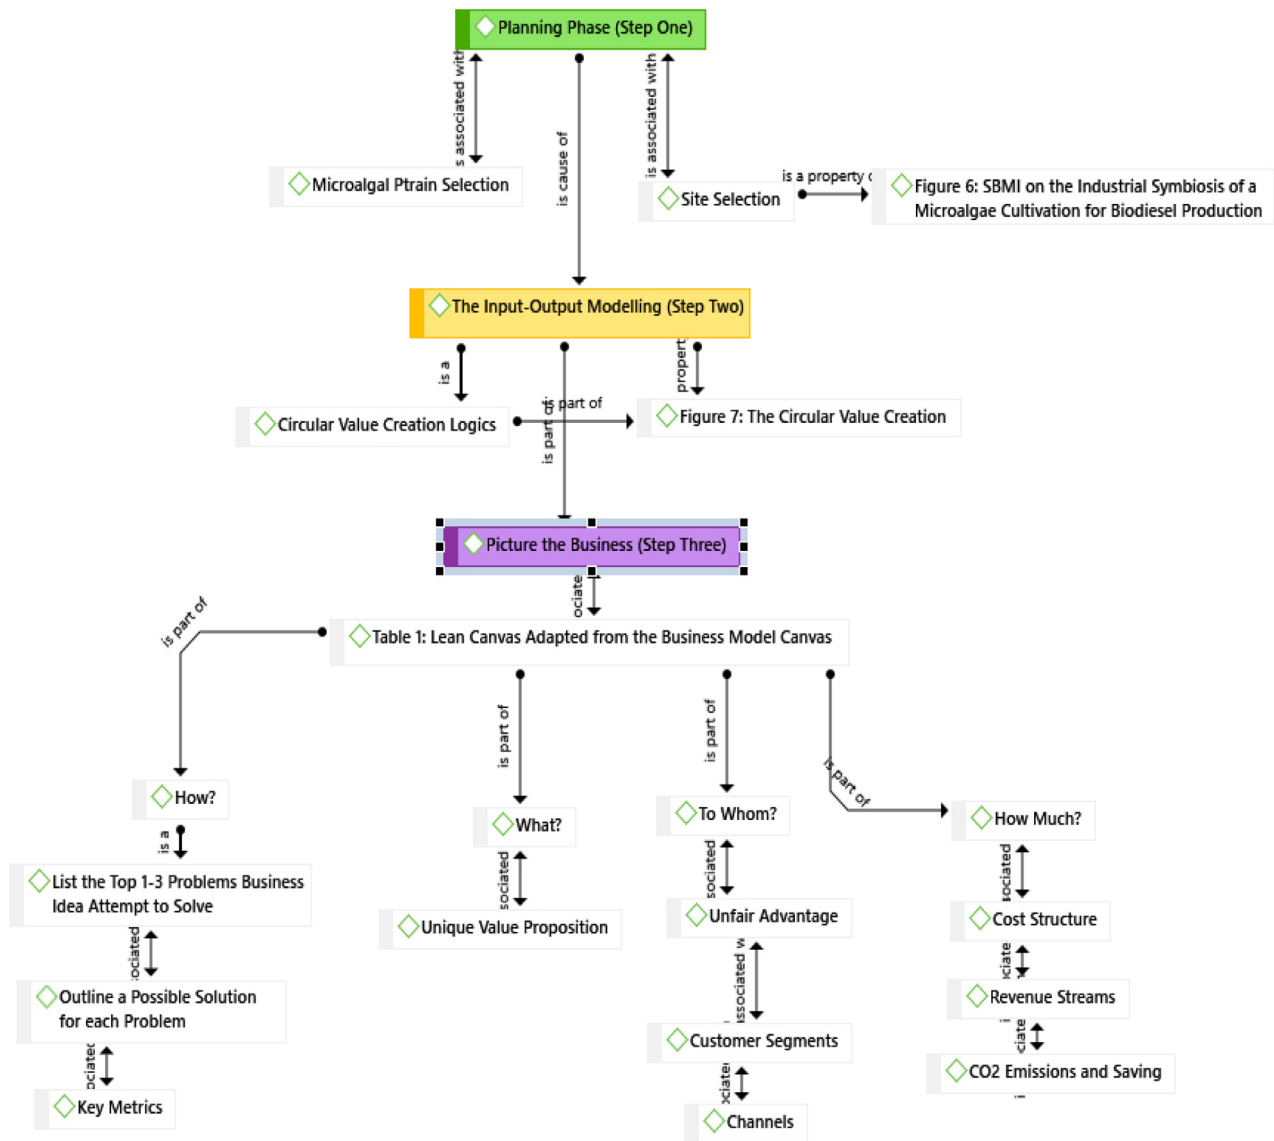 Planning Phase (Step One)
s associated with
is cause of
is associated with
Microalgal Ptrain Selection
Site Selection
is a property
Figure 6: SBMI on the Industrial Symbiosis of a
Microalgae Cultivation for Biodiesel Production
The Input-Output Modelling (Step Two)
is a
is part of
propert
Circular Value Creation Logics
is part of
Figure 7: The Circular Value Creation
Picture the Business (Step Three)
ociate
Table 1: Lean Canvas Adapted from the Business Model Canvas
is part of
is part of
is part of
is part of
How?
What?
To Whom?
How Much?
is a
sociated
sociated
sociated
List the Top 1-3 Problems Business
Idea Attempt to Solve
Unique Value Proposition
Unfair Advantage
Cost Structure
ociated
associated w
ociate
Outline a Possible Solution
for each Problem
Revenue Streams
Customer Segments
ociated
ociate
ciate
CO2 Emissions and Saving
Key Metrics
Channels